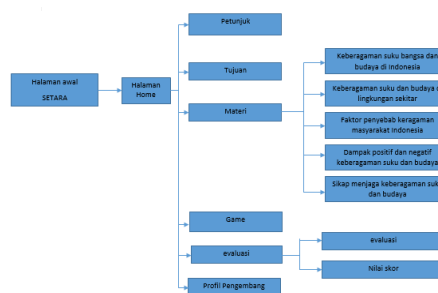 Petunjuk
Keberagaman suku bangsa dan
budaya di Indonesia
Halaman awal
SETARA
Halaman
Home
Tujuan
Keberagaman suku dan budaya di
lingkungan sekitar
Materi
Faktor penyebab keragaman
masyarakat Indonesia
Dampak positif dan negatif
keberagaman suku dan budaya
Sikap menjaga keberagaman suku
dan budaya
Game
evaluasi
evaluasi
Nilai skor
Profil Pengembang